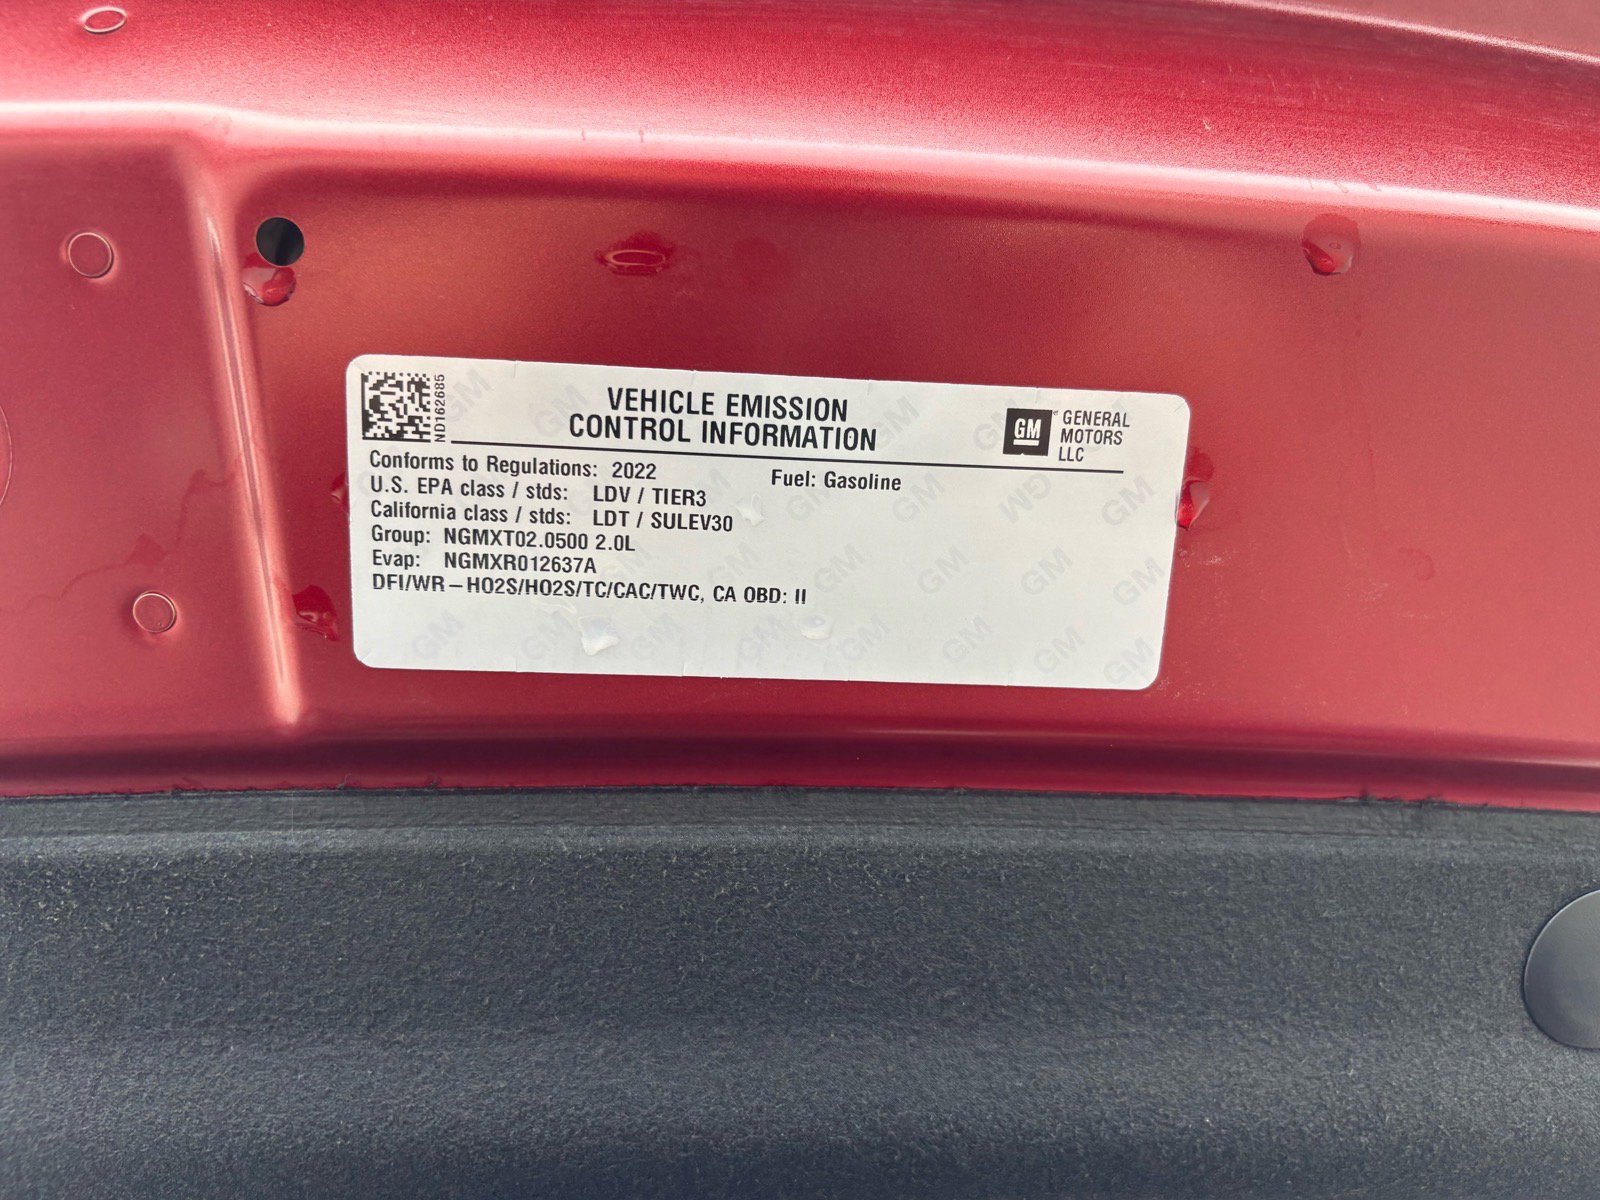 ND162685
VEHICLE EMISSION
CONTROL INFORMATION
GM
GENERAL
MOTORS
LLC
Conforms to Regulations: 2022
Fuel: Gasoline
U.S. EPA class / stds: LDV / TIER3
California class / stds: LDT / SULEV30
Group: NGMXT02.0500 2.0L
Evap: NGMXR012637A
DFI/WR–HO2S/HO2S/TC/CAC/TWC, CA OBD: II